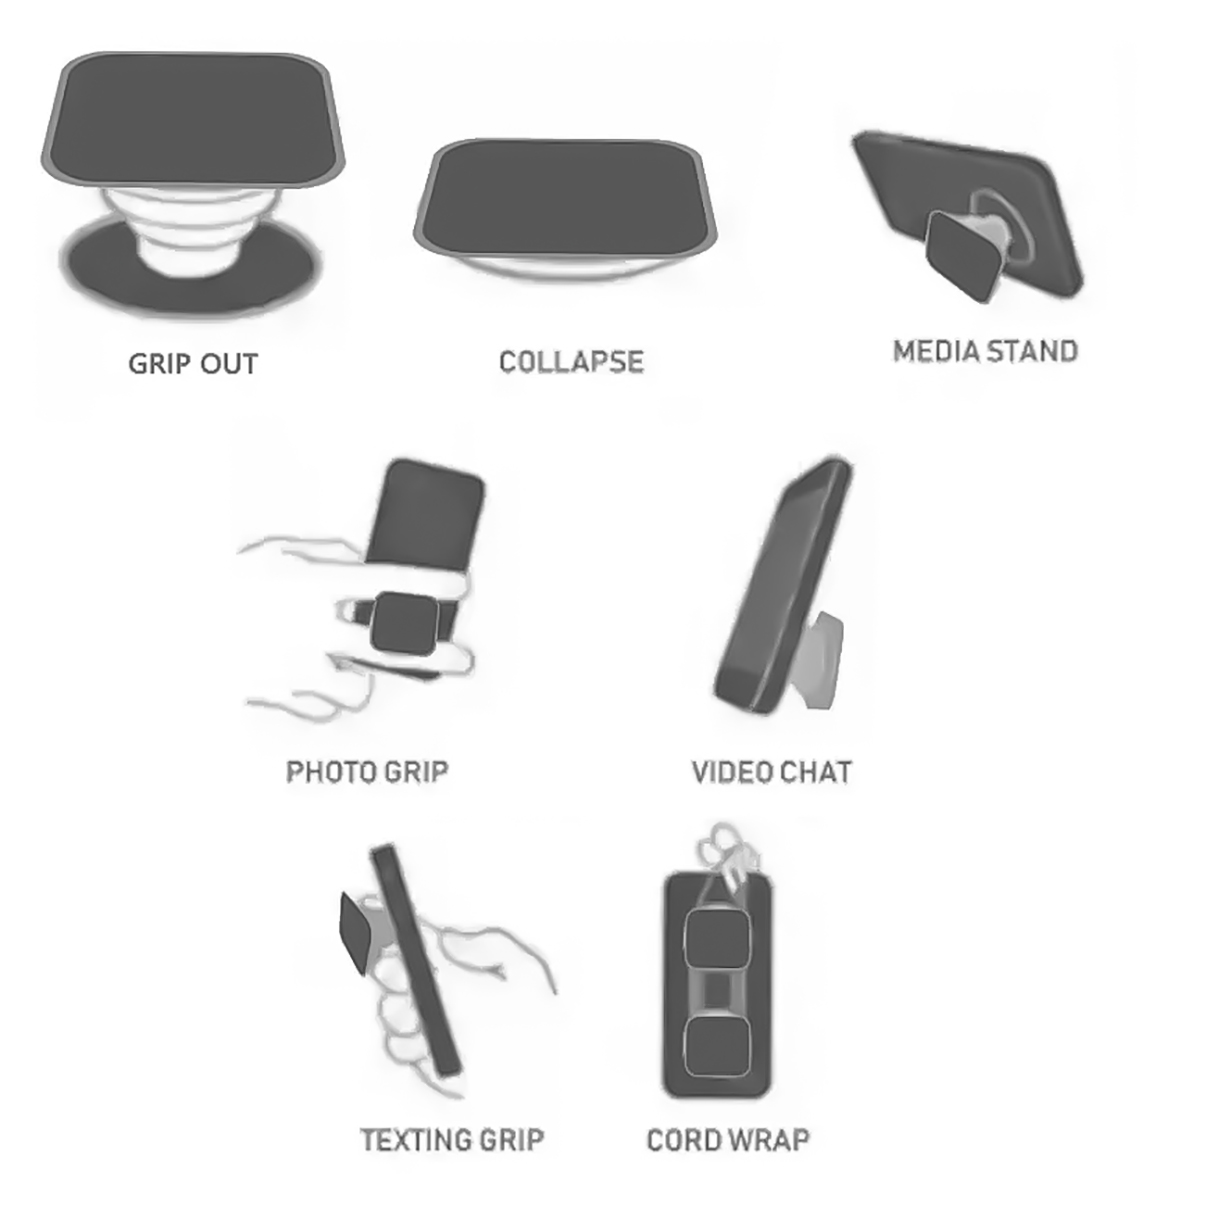 GRIP OUT
COLLAPSE
MEDIA STAND
PHOTO GRIP
VIDEO CHAT
TEXTING GRIP
CORD WRAP